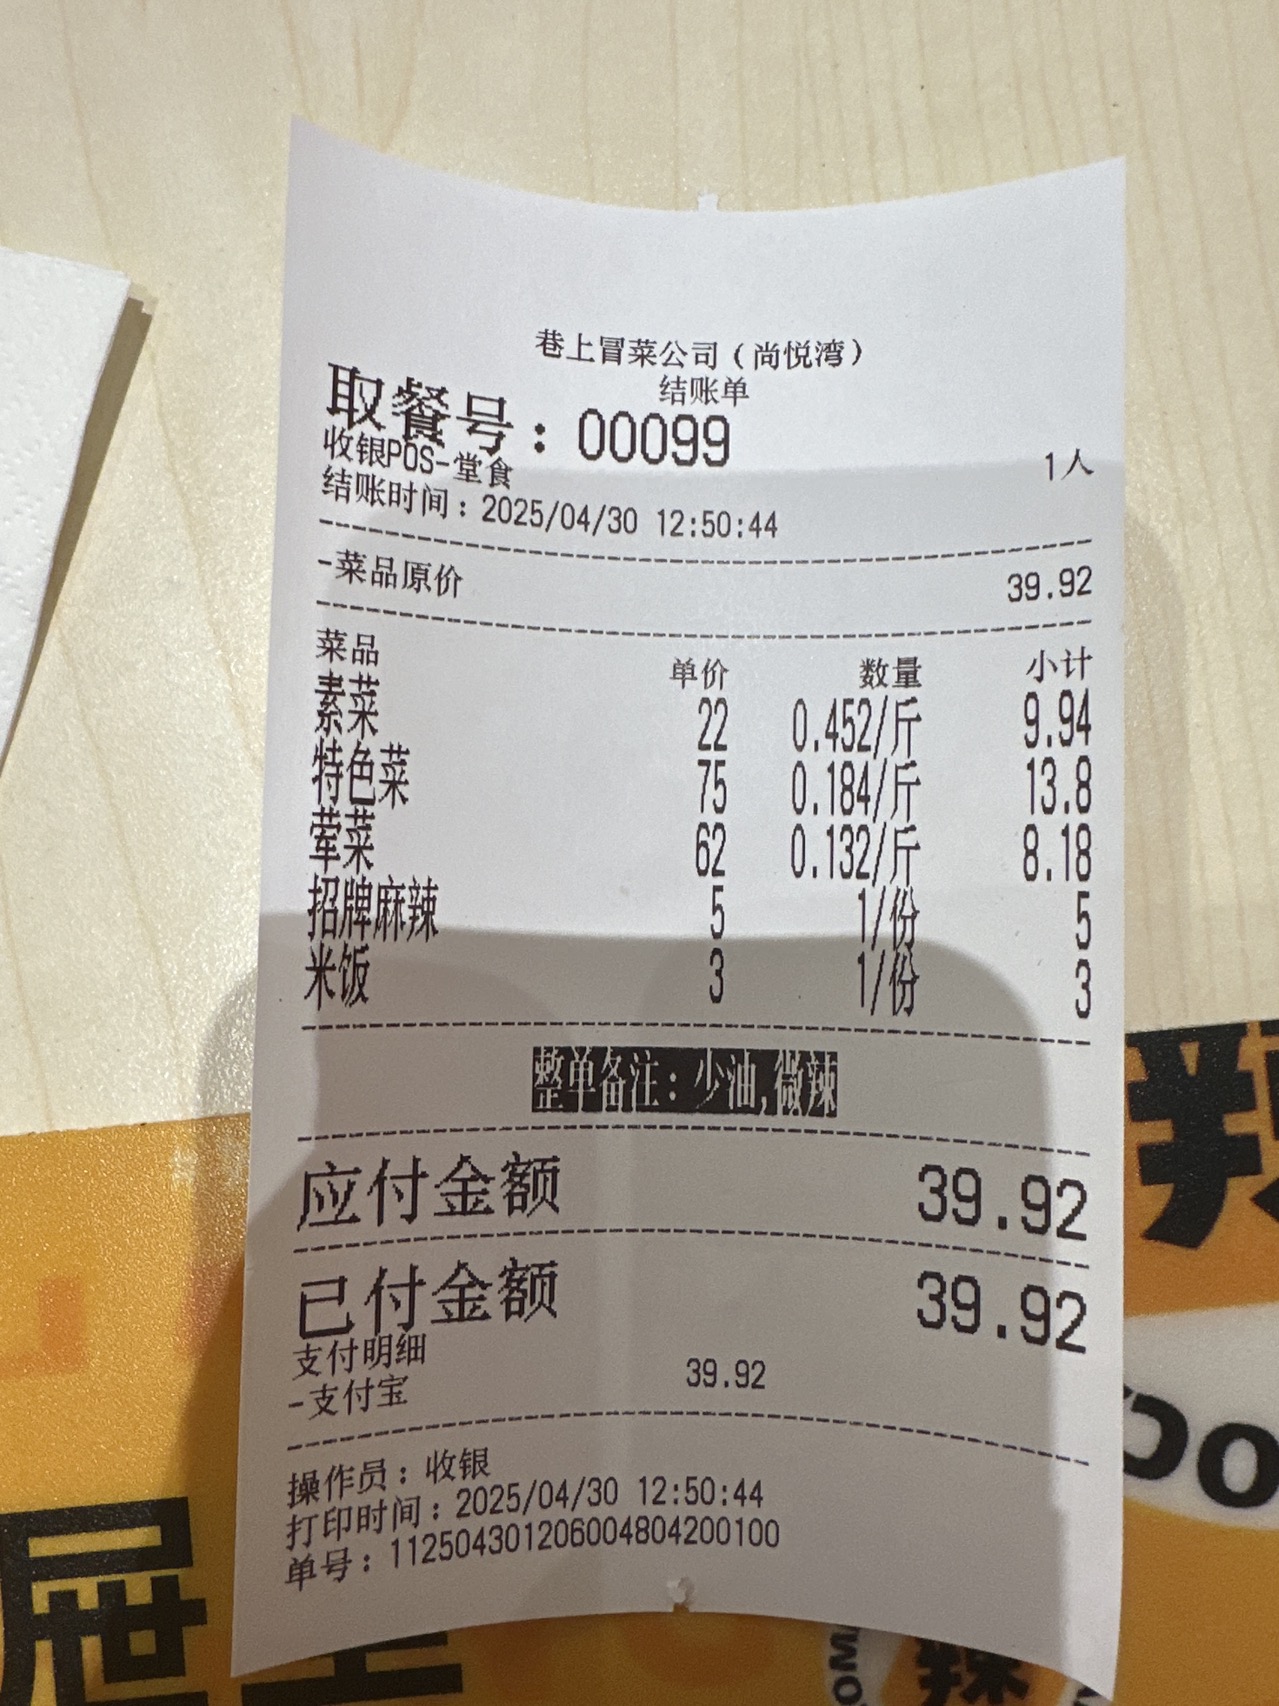 巷上冒菜公司（尚悦湾）
结账单
取餐号：00099
收银POS-堂食 1人
结账时间：2025/04/30 12:50:44
-菜品原价 39.92
菜品 单价 数量 小计
素菜 22 0.452/斤 9.94
特色菜 75 0.184/斤 13.8
荤菜 62 0.132/斤 8.18
招牌麻辣 5 1/份 5
米饭 3 1/份 3
整单备注：少油,微辣
应付金额 39.92
已付金额 39.92
支付明细
-支付宝 39.92
操作员：收银
打印时间：2025/04/30 12:50:44
单号：112504301206004804200100
辣